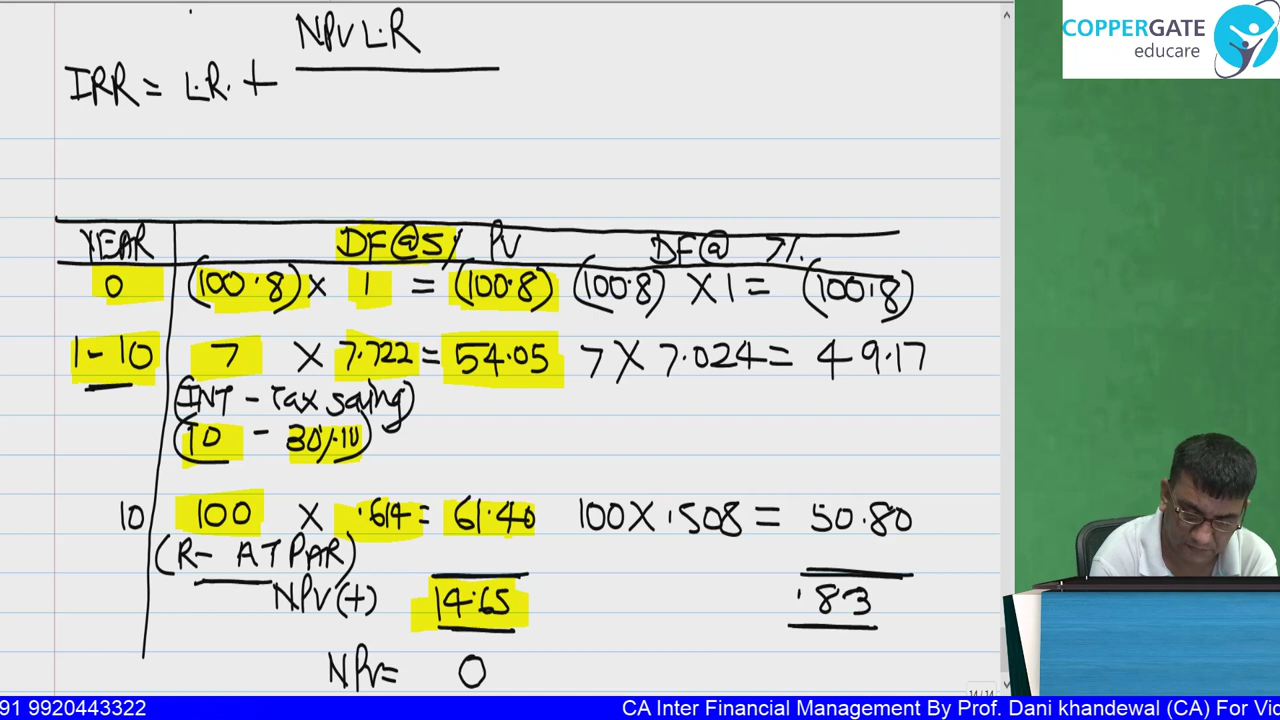 COPPERGATE
educare
NPV L.R
IRR = L.R. +
YEAR DF@5% PV DF@ 7%.
0 (100.8) × 1 = (100.8) (100.8) × 1 = (100.8)
1-10 7 × 7.722 = 54.05 7 × 7.024 = 49.17
(INT - Tax saving)
(10 - 30%.10)
10 100 × .614 = 61.40 100 × .508 = 50.80
(R- AT PAR)
NPV(+) 14.65 .83
NPV= 0
14/14
91 9920443322 CA Inter Financial Management By Prof. Dani khandewal (CA) For Vic